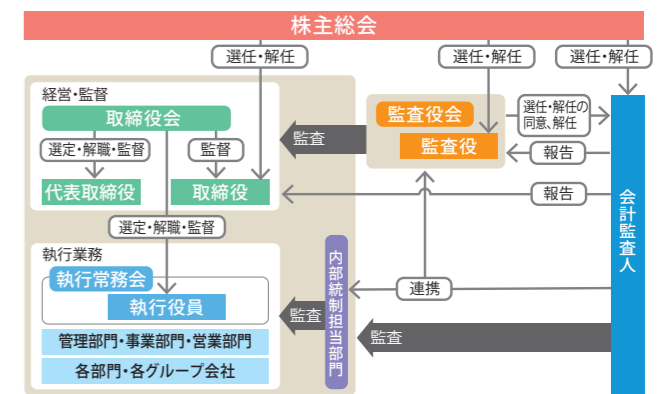 株主総会
選任・解任
選任・解任
選任・解任
経営・監督
取締役会
選定・解職・監督
監督
代表取締役
取締役
監査
監査役会
監査役
選任・解任の
同意、解任
報告
報告
会計監査人
選定・解職・監督
執行業務
執行常務会
執行役員
管理部門・事業部門・営業部門
各部門・各グループ会社
内部統制担当部門
監査
連携
監査